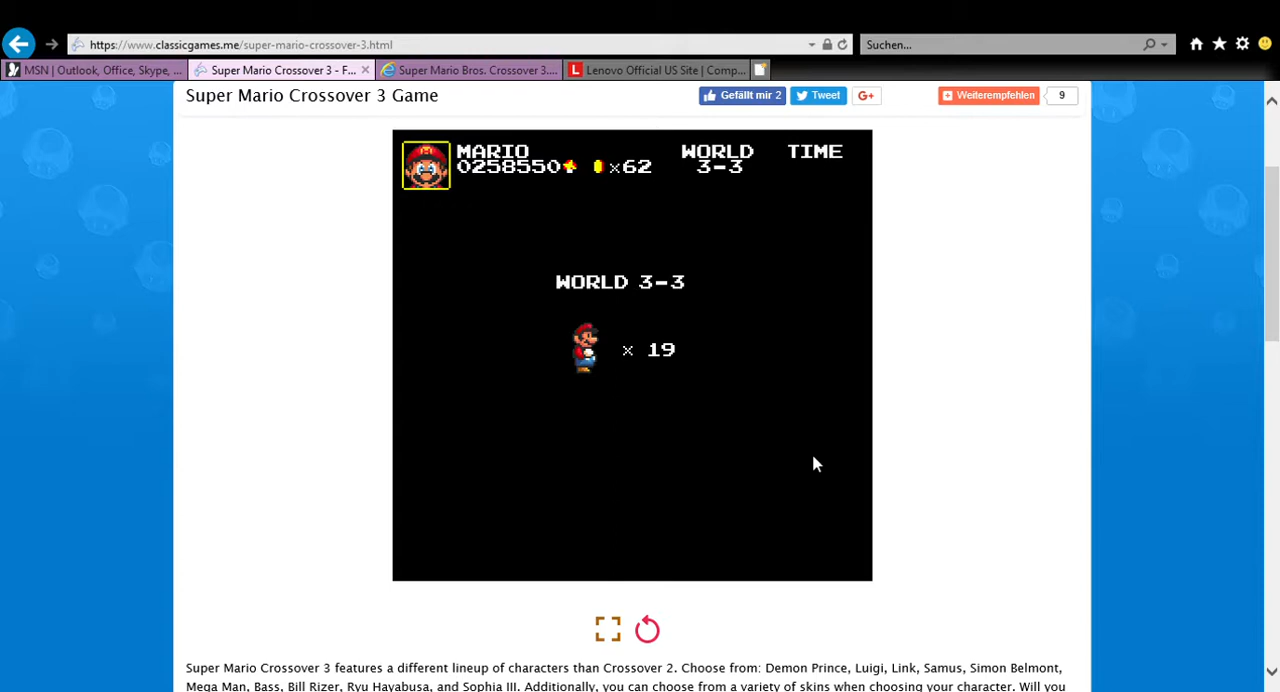 https://www.classicgames.me/super-mario-crossover-3.html
Suchen...
MSN | Outlook, Office, Skype, ...
Super Mario Crossover 3 - F...
Super Mario Bros. Crossover 3....
Lenovo Official US Site | Comp...
Super Mario Crossover 3 Game
Gefällt mir 2
Tweet
G+
Weiterempfehlen
9
MARIO WORLD TIME
0258550 ×62 3-3
WORLD 3-3
× 19
Super Mario Crossover 3 features a different lineup of characters than Crossover 2. Choose from: Demon Prince, Luigi, Link, Samus, Simon Belmont,
Mega Man, Bass, Bill Rizer, Ryu Hayabusa, and Sophia III. Additionally, you can choose from a variety of skins when choosing your character. Will you